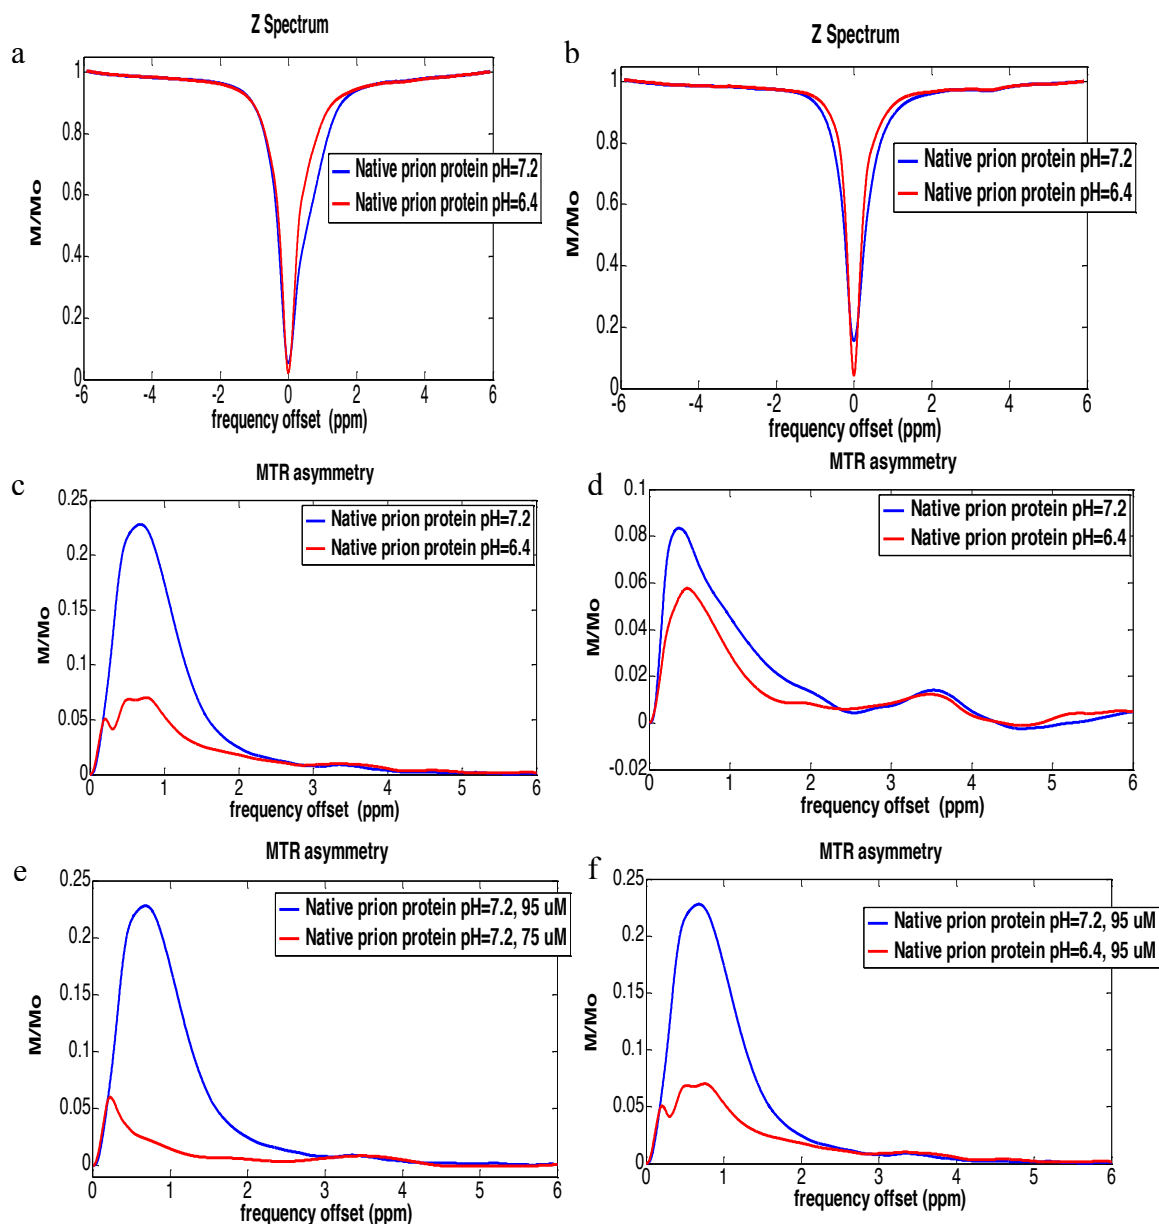 a
Z Spectrum
M/Mo
1
0.8
0.6
0.4
0.2
0
-6
-4
-2
0
2
4
6
frequency offset (ppm)
Native prion protein pH=7.2
Native prion protein pH=6.4
b
Z Spectrum
M/Mo
1
0.8
0.6
0.4
0.2
0
-6
-4
-2
0
2
4
6
frequency offset (ppm)
Native prion protein pH=7.2
Native prion protein pH=6.4
c
MTR asymmetry
M/Mo
0.25
0.2
0.15
0.1
0.05
0
0
1
2
3
4
5
6
frequency offset (ppm)
Native prion protein pH=7.2
Native prion protein pH=6.4
d
MTR asymmetry
M/Mo
0.1
0.08
0.06
0.04
0.02
0
-0.02
0
1
2
3
4
5
6
frequency offset (ppm)
Native prion protein pH=7.2
Native prion protein pH=6.4
e
MTR asymmetry
M/Mo
0.25
0.2
0.15
0.1
0.05
0
0
1
2
3
4
5
6
frequency offset (ppm)
Native prion protein pH=7.2, 95 uM
Native prion protein pH=7.2, 75 uM
f
MTR asymmetry
M/Mo
0.25
0.2
0.15
0.1
0.05
0
0
1
2
3
4
5
6
frequency offset (ppm)
Native prion protein pH=7.2, 95 uM
Native prion protein pH=6.4, 95 uM